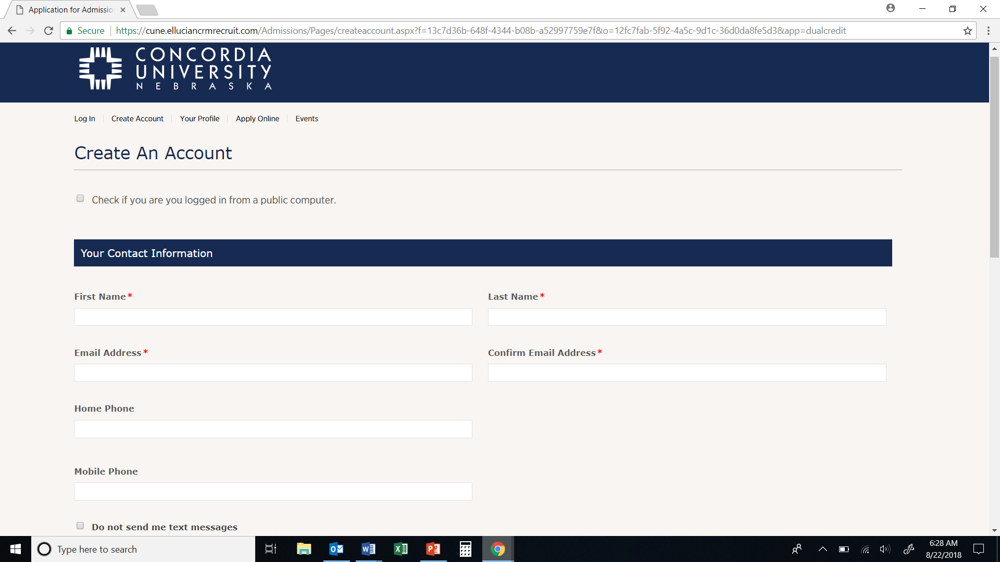 Application for Admissio
Secure
https://cune.elluciancrmrecruit.com/Admissions/Pages/createaccount.aspx?f=13c7d36b-648f-4344-b08b-a52997759e7f&o=12fc7fab-5f92-4a5c-9d1c-36d0da8fe5d3&app=dualcredit
CONCORDIA
UNIVERSITY
NEBRASKA
Log In
Create Account
Your Profile
Apply Online
Events
Create An Account
Check if you are you logged in from a public computer.
Your Contact Information
First Name*
Last Name*
Email Address*
Confirm Email Address*
Home Phone
Mobile Phone
Do not send me text messages
Type here to search
6:28 AM
8/22/2018